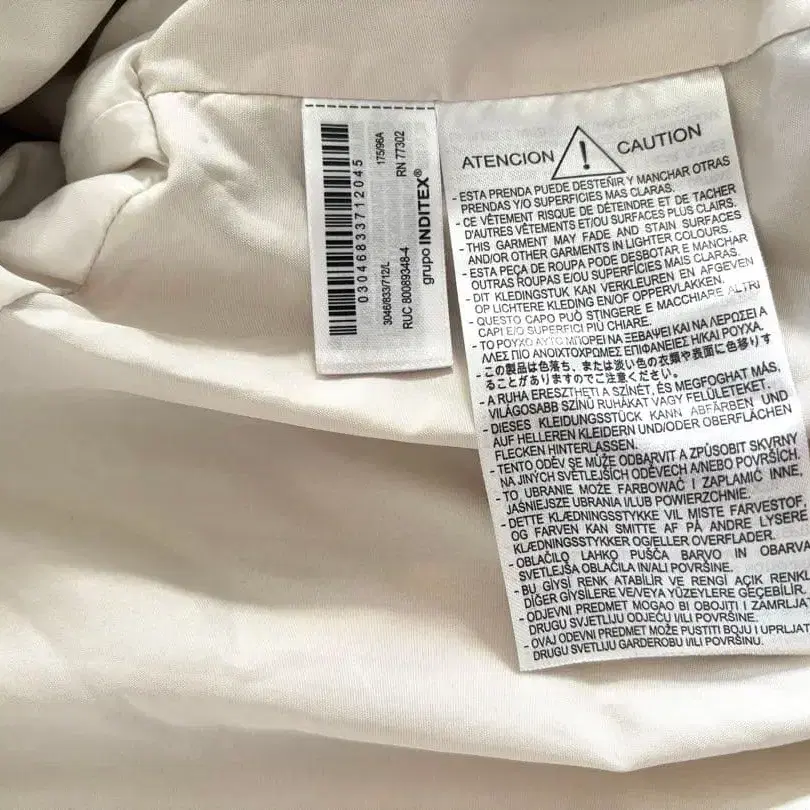 03046833712045
3046/833/712/L
175/96A
RUC 80089348-4
RN 77302
grupo INDITEX®
ATENCION ! CAUTION
- ESTA PRENDA PUEDE DESTEÑIR Y MANCHAR OTRAS
PRENDAS Y/O SUPERFICIES MAS CLARAS.
- CE VÊTEMENT RISQUE DE DÉTEINDRE ET DE TACHER
D'AUTRES VÊTEMENTS ET/OU SURFACES PLUS CLAIRS.
- THIS GARMENT MAY FADE AND STAIN SURFACES
AND/OR OTHER GARMENTS IN LIGHTER COLOURS.
- ESTA PEÇA DE ROUPA PODE DESBOTAR E MANCHAR
OUTRAS ROUPAS E/OU SUPERFÍCIES MAIS CLARAS.
- DIT KLEDINGSTUK KAN VERKLEUREN EN AFGEVEN
OP LICHTERE KLEDING EN/OF OPPERVLAKKEN.
- QUESTO CAPO PUÒ STINGERE E MACCHIARE ALTRI
CAPI E/O SUPERFICI PIÙ CHIARE.
- ΤΟ ΡΟΥΧΟ ΑΥΤΟ ΜΠΟΡΕΙ ΝΑ ΞΕΒΑΨΕΙ ΚΑΙ ΝΑ ΛΕΡΩΣΕΙ Α
ΛΛΕΣ ΠΙΟ ΑΝΟΙΧΤΟΧΡΩΜΕΣ ΕΠΙΦΑΝΕΙΕΣ Η/ΚΑΙ ΡΟΥΧΑ.
- この製品は色落ち、または淡い色の衣類や表面に色移りす
ることがありますのでご注意ください。
- A RUHA ERESZTHETI A SZÍNÉT, ÉS MEGFOGHAT MÁS,
VILÁGOSABB SZÍNŰ RUHÁKAT VAGY FELÜLETEKET.
- DIESES KLEIDUNGSSTÜCK KANN ABFÄRBEN UND
AUF HELLEREN KLEIDERN UND/ODER OBERFLÄCHEN
FLECKEN HINTERLASSEN.
- TENTO ODĚV SE MŮŽE ODBARVIT A ZPŮSOBIT SKVRNY
NA JINÝCH SVĚTLEJŠÍCH ODĚVECH A/NEBO POVRŠÍCH.
- TO UBRANIE MOŻE FARBOWAĆ I ZAPLAMIĆ INNE,
JAŚNIEJSZE UBRANIA I/LUB POWIERZCHNIE.
- DETTE KLÆDNINGSSTYKKE VIL MISTE FARVESTOF,
OG FARVEN KAN SMITTE AF PÅ ANDRE LYSERE
KLÆDNINGSSTYKKER OG/ELLER OVERFLADER.
- OBLAČILO LAHKO PUŠČA BARVO IN OBARVA
SVETLEJŠA OBLAČILA IN/ALI POVRŠINE.
- BU GİYSİ RENK ATABİLİR VE RENGİ AÇIK RENKL
DİĞER GİYSİLERE VE/VEYA YÜZEYLERE GEÇEBİLİR.
- ODJEVNI PREDMET MOGAO BI OBOJITI I ZAMRLJAT
DRUGU SVJETLIJU ODJEĆU I/ILI POVRŠINU.
- OVAJ ODEVNI PREDMET MOŽE PUSTITI BOJU I UPRLJAT
DRUGU SVETLIJU GARDEROBU I/ILI POVRŠINU.